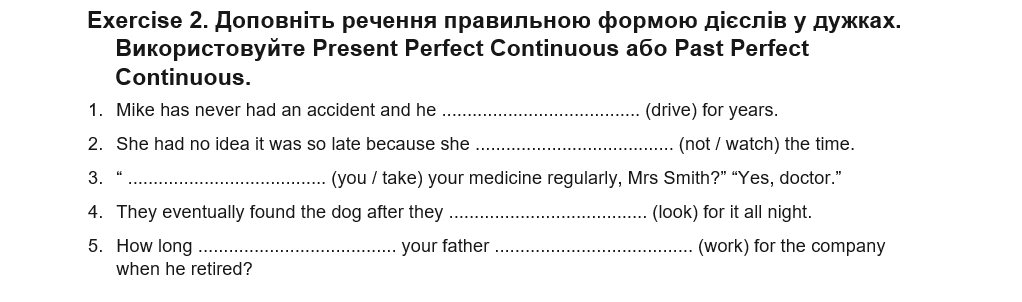 Exercise 2. Доповніть речення правильною формою дієслів у дужках.
Використовуйте Present Perfect Continuous або Past Perfect
Continuous.
1. Mike has never had an accident and he ....................................... (drive) for years.
2. She had no idea it was so late because she ....................................... (not / watch) the time.
3. “ ....................................... (you / take) your medicine regularly, Mrs Smith?” “Yes, doctor.”
4. They eventually found the dog after they ....................................... (look) for it all night.
5. How long ....................................... your father ....................................... (work) for the company
when he retired?